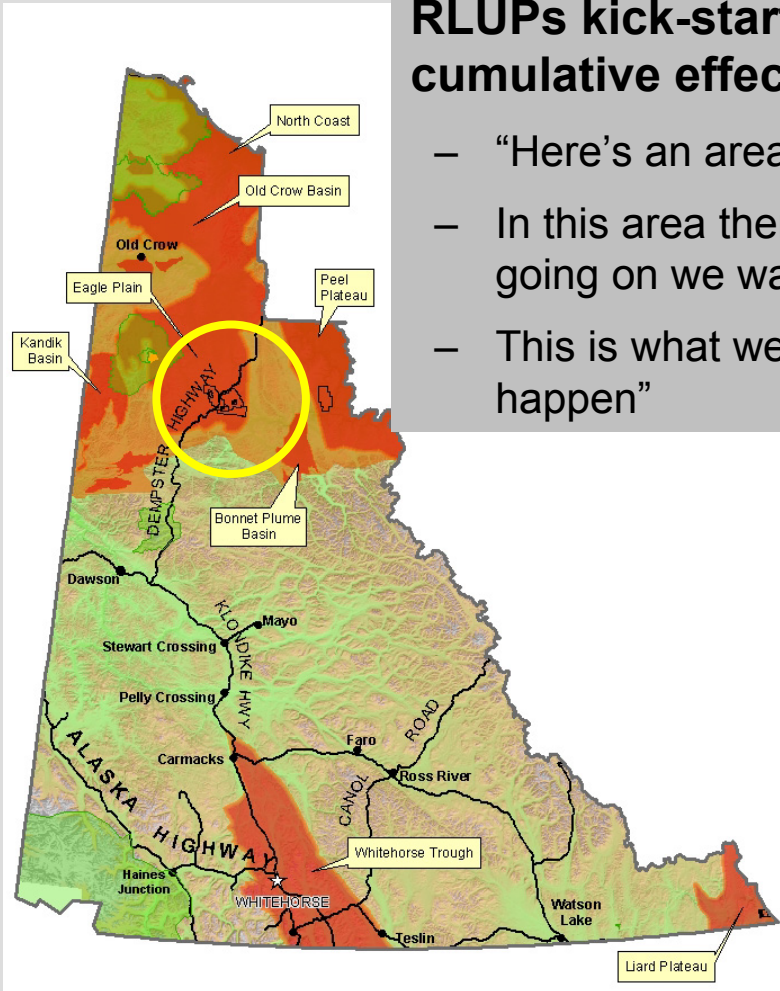 RLUPs kick-start
cumulative effec
– "Here's an area
– In this area the
going on we wa
– This is what we
happen"
North Coast
Old Crow Basin
Old Crow
Eagle Plain
Peel
Plateau
Kandik
Basin
DEMPSTER HIGHWAY
Bonnet Plume
Basin
Dawson
KLONDIKE HWY
Mayo
Stewart Crossing
Pelly Crossing
Carmacks
Faro
Ross River
CANOL ROAD
ALASKA HIGHWAY
Whitehorse Trough
Haines
Junction
WHITEHORSE
Teslin
Watson
Lake
Liard Plateau